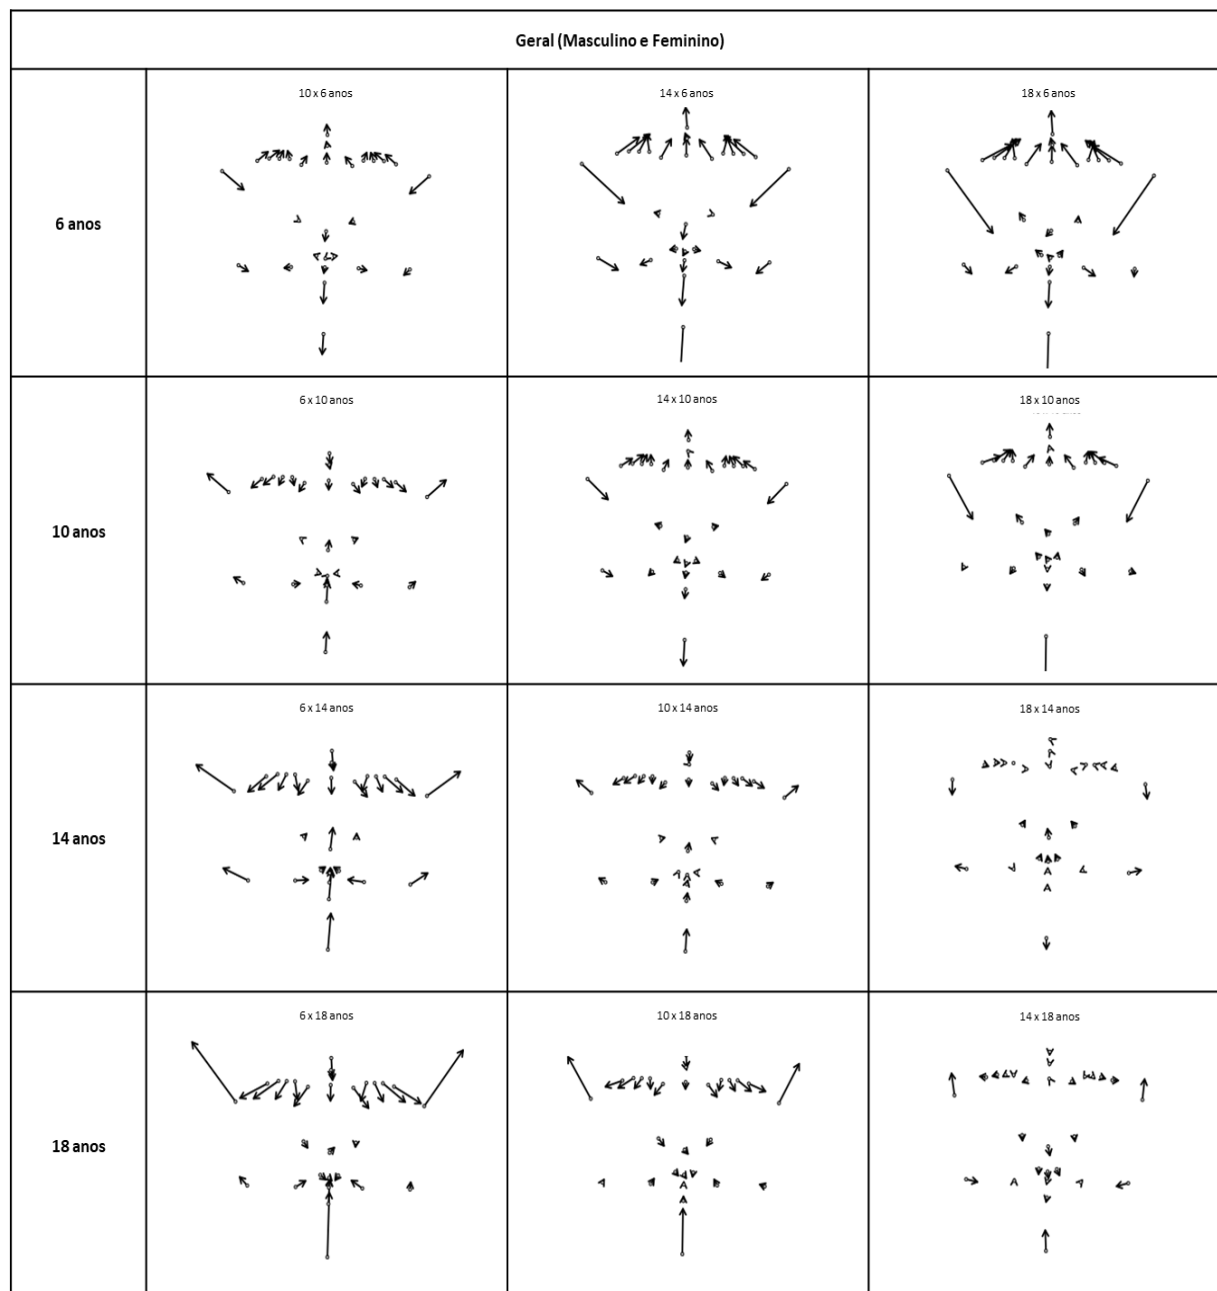 Geral (Masculino e Feminino)
6 anos
10 x 6 anos
14 x 6 anos
18 x 6 anos
10 anos
6 x 10 anos
14 x 10 anos
18 x 10 anos
14 anos
6 x 14 anos
10 x 14 anos
18 x 14 anos
18 anos
6 x 18 anos
10 x 18 anos
14 x 18 anos